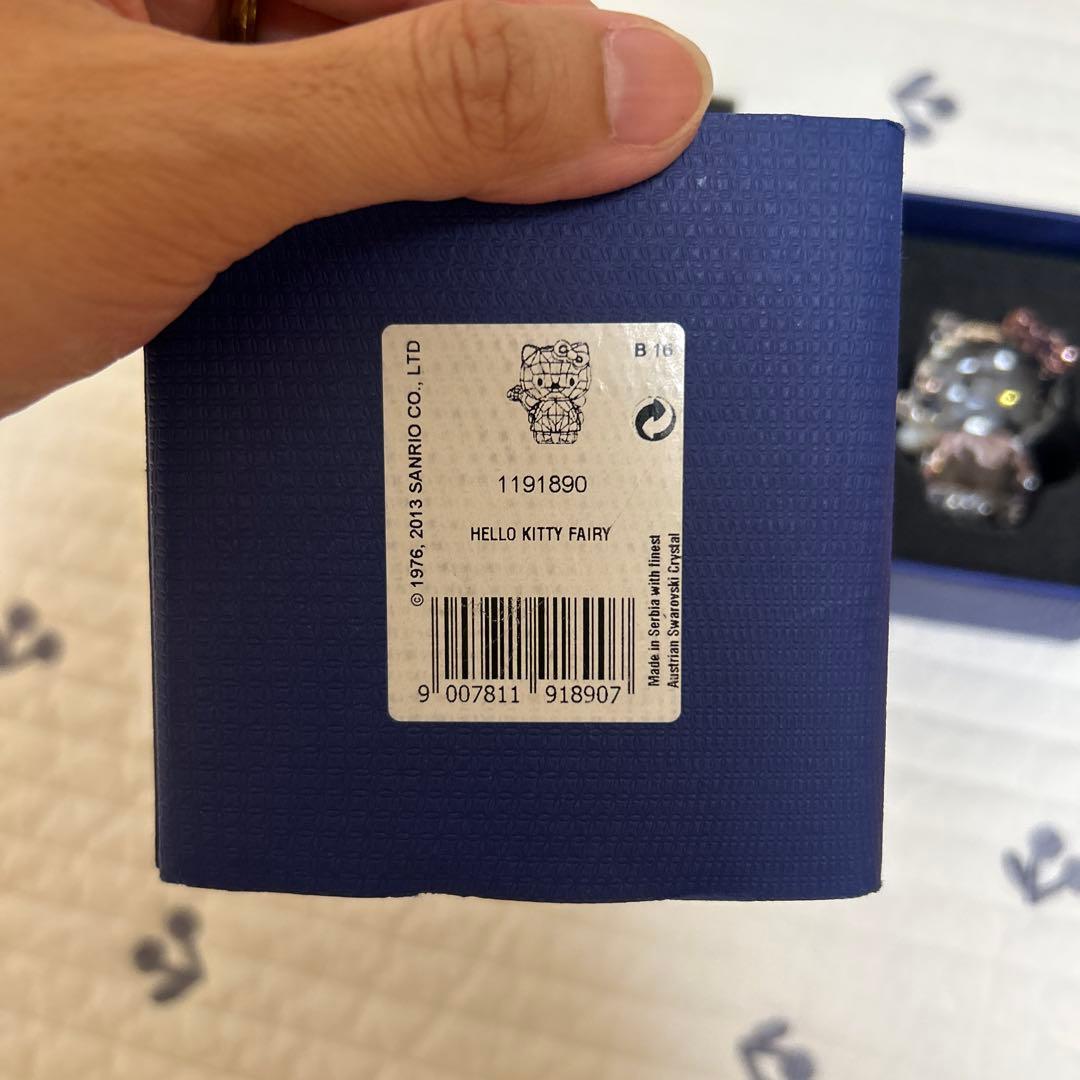 B 16
© 1976, 2013 SANRIO CO., LTD
1191890
HELLO KITTY FAIRY
Made in Serbia with finest
Austrian Swarovski Crystal
9 007811 918907